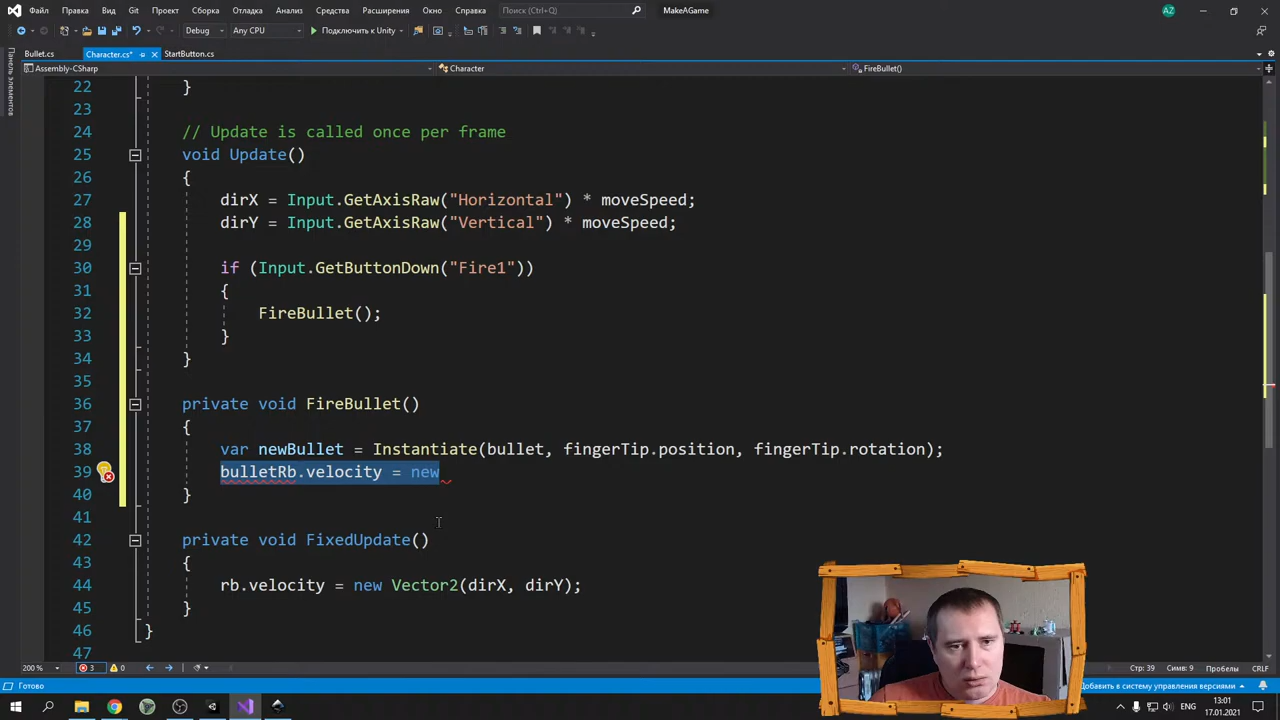 Файл Правка Вид Git Проект Сборка Отладка Анализ Средства Расширения Окно Справка Поиск (Ctrl+Q) MakeAGame AZ
Debug Any CPU Подключить к Unity
Bullet.cs Character.cs* StartButton.cs
Панель элементов
Assembly-CSharp Character FireBullet()
22 }
23
24 // Update is called once per frame
25 void Update()
26 {
27 dirX = Input.GetAxisRaw("Horizontal") * moveSpeed;
28 dirY = Input.GetAxisRaw("Vertical") * moveSpeed;
29
30 if (Input.GetButtonDown("Fire1"))
31 {
32 FireBullet();
33 }
34 }
35
36 private void FireBullet()
37 {
38 var newBullet = Instantiate(bullet, fingerTip.position, fingerTip.rotation);
39 bulletRb.velocity = new
40 }
41
42 private void FixedUpdate()
43 {
44 rb.velocity = new Vector2(dirX, dirY);
45 }
46 }
47
200 % 3 0 Стр: 39 Симв: 9 Пробелы CRLF
Готово Добавить в систему управления версиями
ENG 13:01
17.01.2021